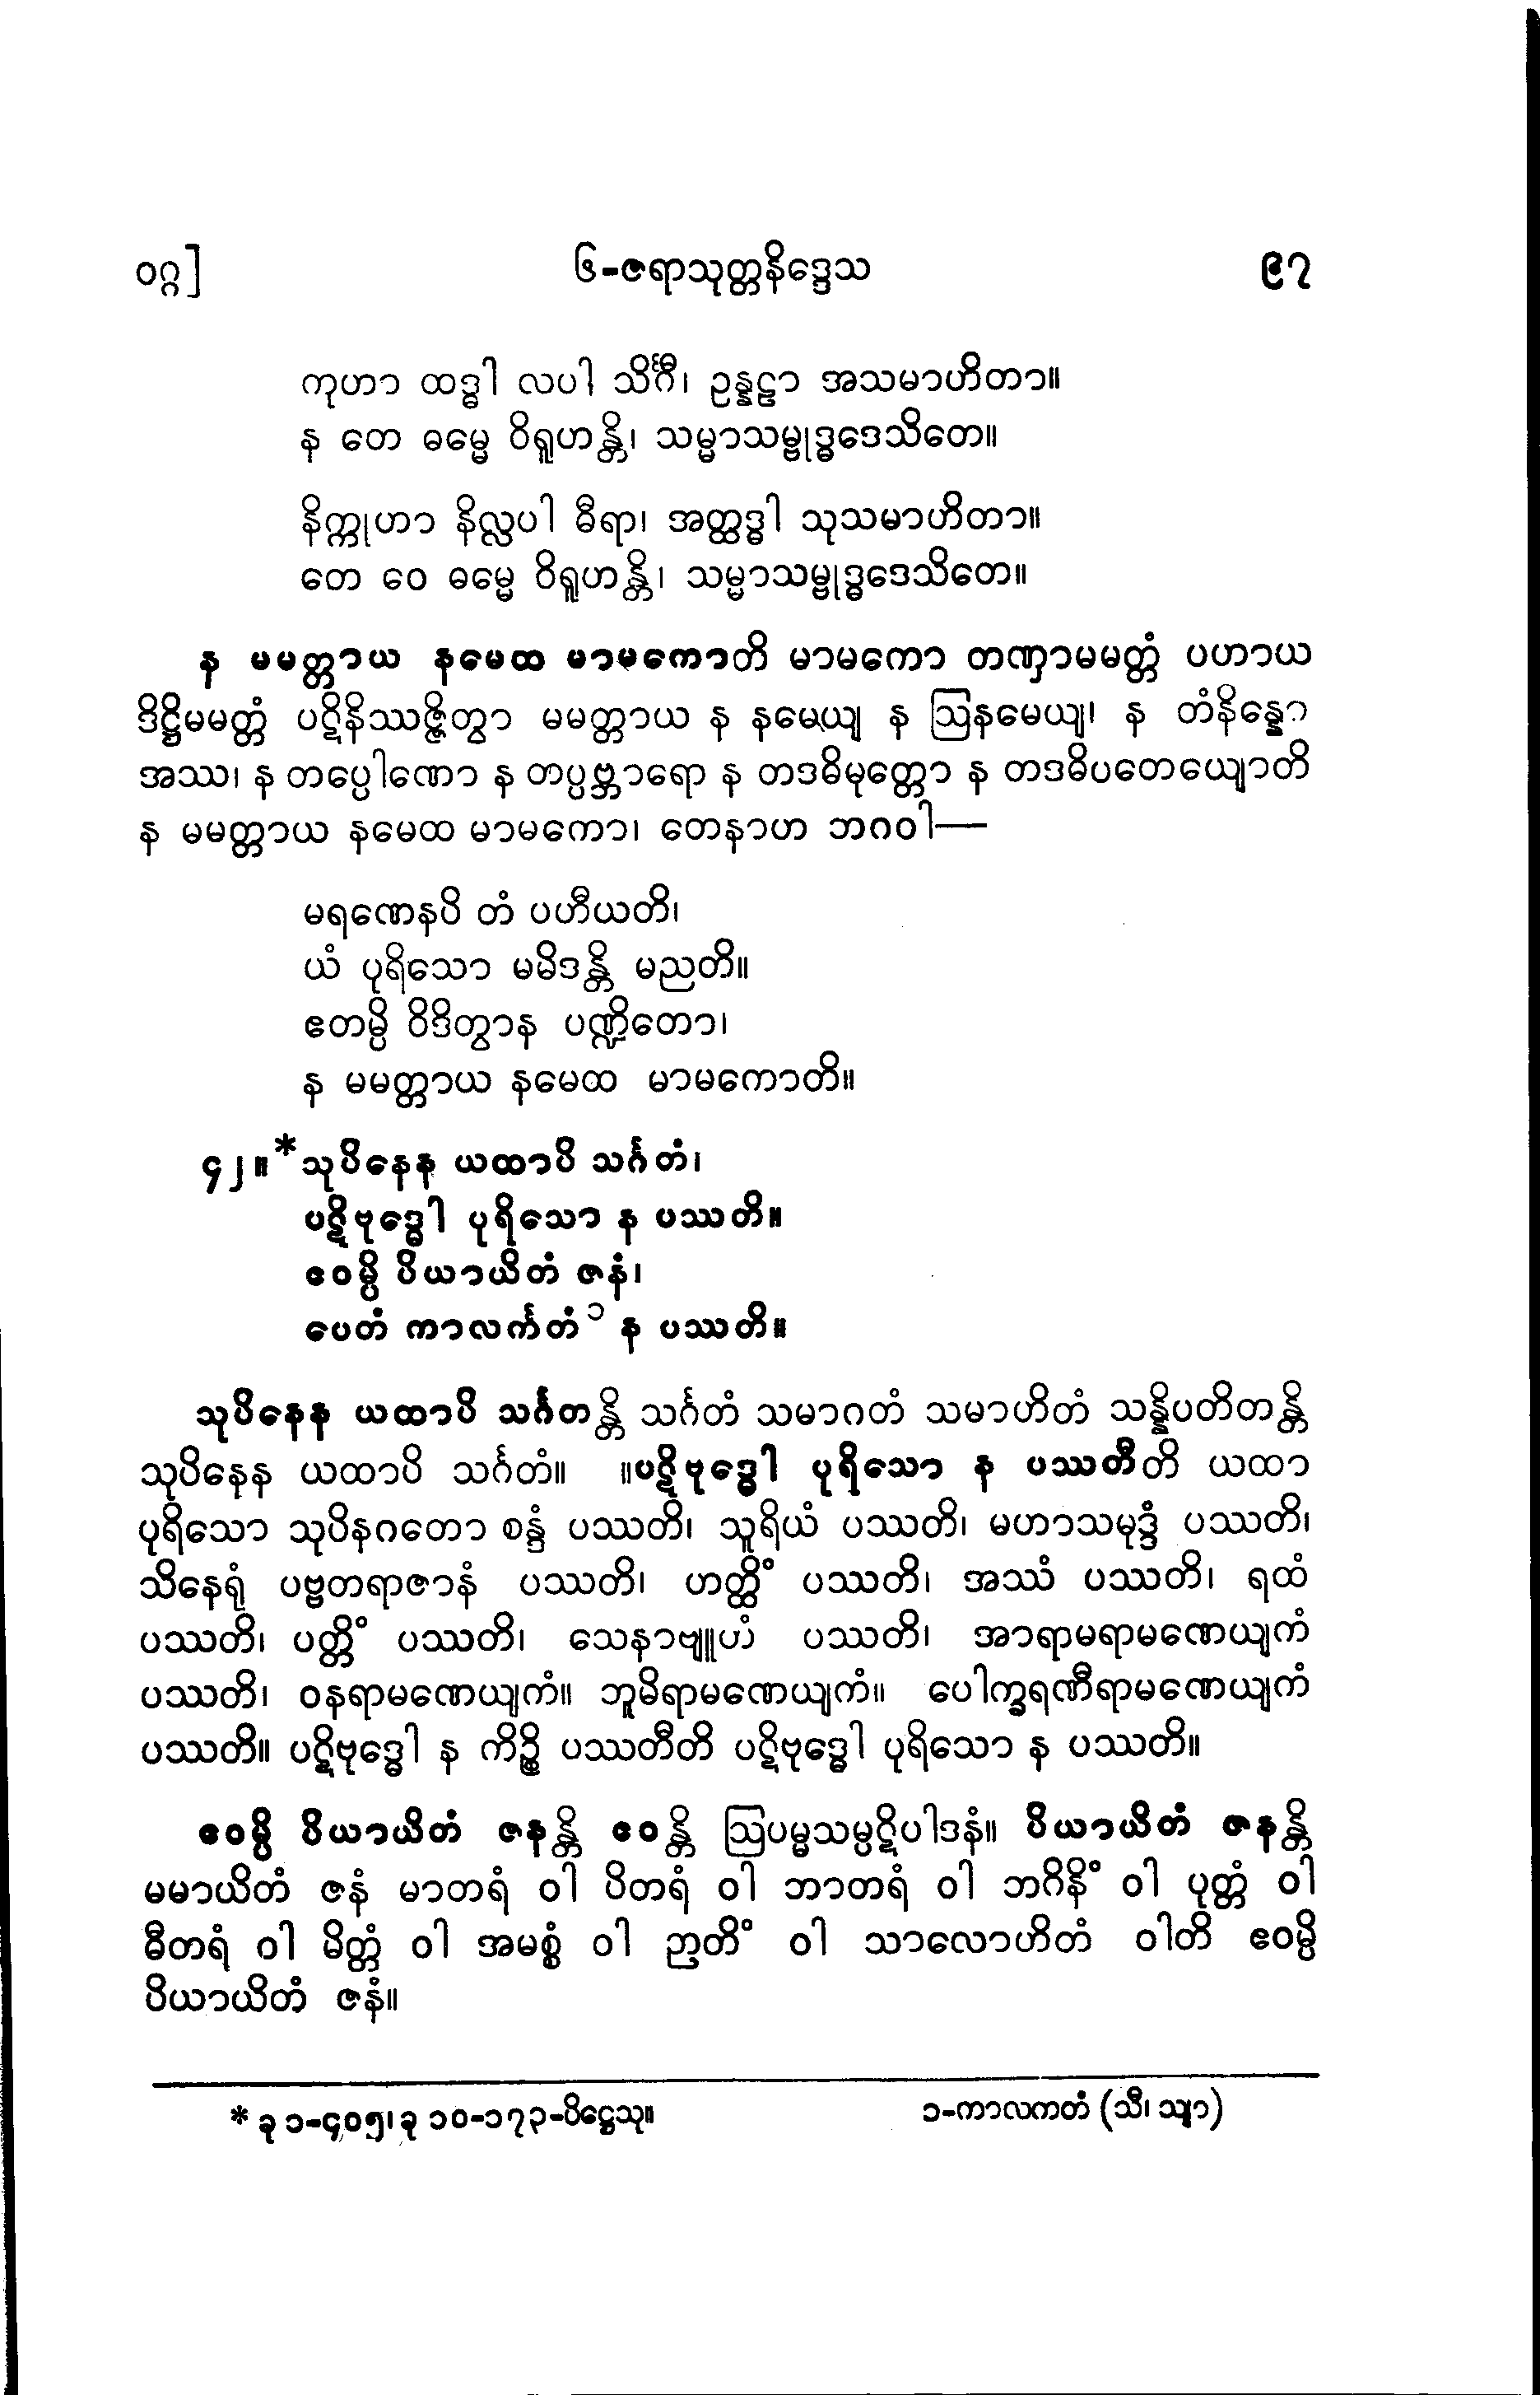 ဝဂ္ဂ] ၆-ဇရာသုတ္တနိဒ္ဒေသ ၉၇
ကုဟာ ထဒ္ဓါ လပါ သိင်္ဂီ၊ ဥန္နဠာ အသမာဟိတာ။
န တေ ဓမ္မေ ဝိရူဟန္တိ၊ သမ္မာသမ္ဗုဒ္ဓဒေသိတေ။
နိက္ကုဟာ နိလ္လပါ ဓီရာ၊ အတ္ထဒ္ဓါ သုသမာဟိတာ။
တေ ဝေ ဓမ္မေ ဝိရူဟန္တိ၊ သမ္မာသမ္ဗုဒ္ဓဒေသိတေ။
န မမတ္တာယ နမေထ မာမကောတိ မာမကော တဏှာမမတ္တံ ပဟာယ
ဒိဋ္ဌိမမတ္တံ ပဋိနိဿဇ္ဇိတွာ မမတ္တာယ န နမေယျ န ဩနမေယျ၊ န တံနိန္နော
အဿ၊ န တပ္ပေါဏော န တပ္ပဗ္ဘာရော န တဒဓိမုတ္တော န တဒဓိပတေယျောတိ
န မမတ္တာယ နမေထ မာမကော၊ တေနာဟ ဘဂဝါ—
မရဏေနပိ တံ ပဟီယတိ၊
ယံ ပုရိသော မမိဒန္တိ မညတိ။
ဧတမ္ပိ ဝိဒိတွာန ပဏ္ဍိတော၊
န မမတ္တာယ နမေထ မာမကောတိ။
၄၂။ *သုပိနေန ယထာပိ သင်္ဂတံ၊
ပဋိဗုဒ္ဓေါ ပုရိသော န ပဿတိ။
ဧဝမ္ပိ ပိယာယိတံ ဇနံ၊
ပေတံ ကာလင်္ကတံ ၁ န ပဿတိ။
သုပိနေန ယထာပိ သင်္ဂတန္တိ သင်္ဂတံ သမာဂတံ သမာဟိတံ သန္နိပတိတန္တိ
သုပိနေန ယထာပိ သင်္ဂတံ။ ။ပဋိဗုဒ္ဓေါ ပုရိသော န ပဿတီတိ ယထာ
ပုရိသော သုပိနဂတော စန္ဒံ ပဿတိ၊ သူရိယံ ပဿတိ၊ မဟာသမုဒ္ဒံ ပဿတိ၊
သိနေရုံ ပဗ္ဗတရာဇာနံ ပဿတိ၊ ဟတ္ထိံ ပဿတိ၊ အဿံ ပဿတိ၊ ရထံ
ပဿတိ၊ ပတ္တိံ ပဿတိ၊ သေနာဗျူဟံ ပဿတိ၊ အာရာမရာမဏေယျကံ
ပဿတိ၊ ဝနရာမဏေယျကံ။ ဘူမိရာမဏေယျကံ။ ပေါက္ခရဏီရာမဏေယျကံ
ပဿတိ။ ပဋိဗုဒ္ဓေါ န ကိဉ္စိ ပဿတီတိ ပဋိဗုဒ္ဓေါ ပုရိသော န ပဿတိ။
ဧဝမ္ပိ ပိယာယိတံ ဇနန္တိ ဧဝန္တိ ဩပမ္မသမ္ပဋိပါဒနံ။ ပိယာယိတံ ဇနန္တိ
မမာယိတံ ဇနံ မာတရံ ဝါ ပိတရံ ဝါ ဘာတရံ ဝါ ဘဂိနိံ ဝါ ပုတ္တံ ဝါ
ဓီတရံ ဝါ မိတ္တံ ဝါ အမစ္စံ ဝါ ဉာတိံ ဝါ သာလောဟိတံ ဝါတိ ဧဝမ္ပိ
ပိယာယိတံ ဇနံ။
* ခု ၁-၄၀၅၊ ခု ၁၀-၁၇၃-ပိဋ္ဌေသု။ ၁-ကာလကတံ (သီ၊ သျာ)